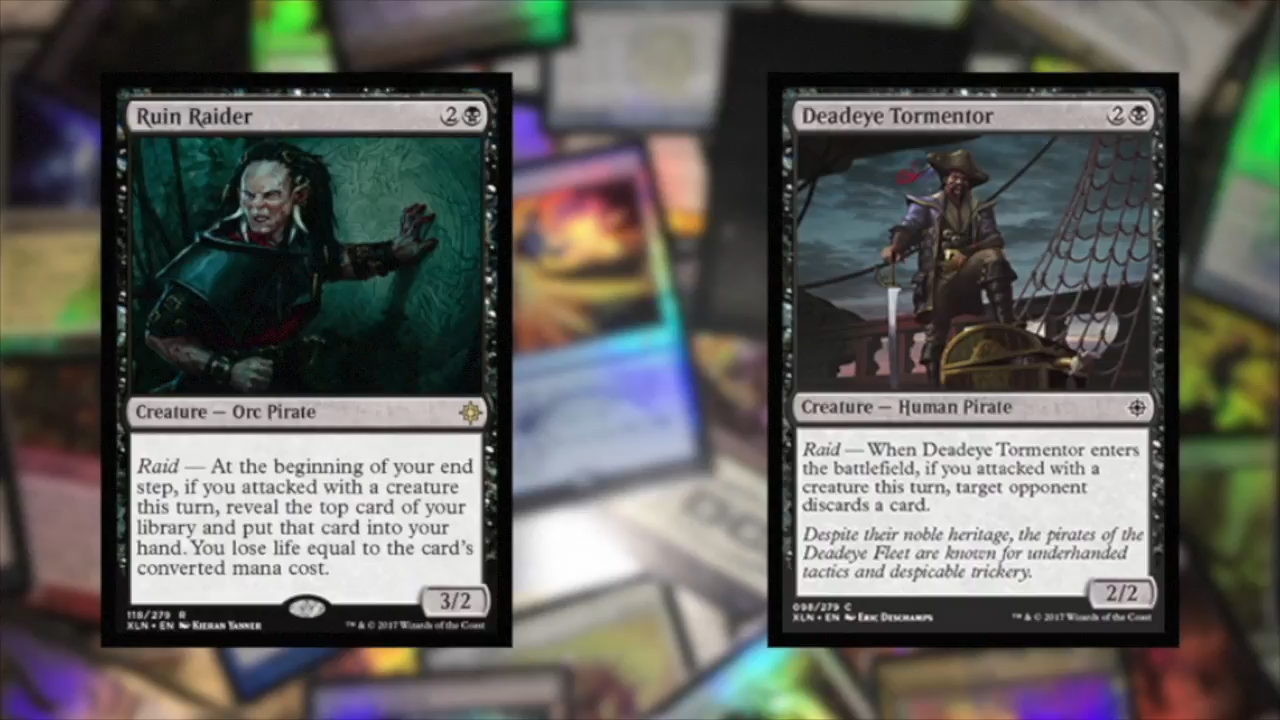 Ruin Raider 2
Creature — Orc Pirate
Raid — At the beginning of your end
step, if you attacked with a creature
this turn, reveal the top card of your
library and put that card into your
hand. You lose life equal to the card's
converted mana cost.
3/2
118/279 R
XLN • EN Kieran Yanner
™ & © 2017 Wizards of the Coast
Deadeye Tormentor 2
Creature — Human Pirate
Raid — When Deadeye Tormentor enters
the battlefield, if you attacked with a
creature this turn, target opponent
discards a card.
Despite their noble heritage, the pirates of the
Deadeye Fleet are known for underhanded
tactics and despicable trickery.
2/2
098/279 C
XLN • EN Eric Deschamps
™ & © 2017 Wizards of the Coast